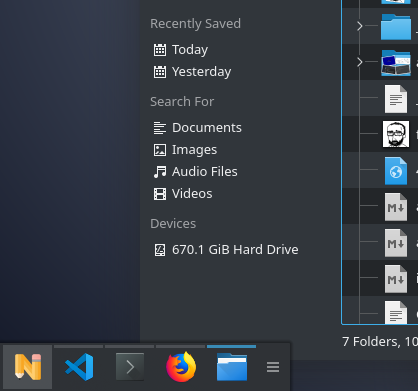 Recently Saved
Today
Yesterday
Search For
Documents
Images
Audio Files
Videos
Devices
670.1 GiB Hard Drive
7 Folders, 10